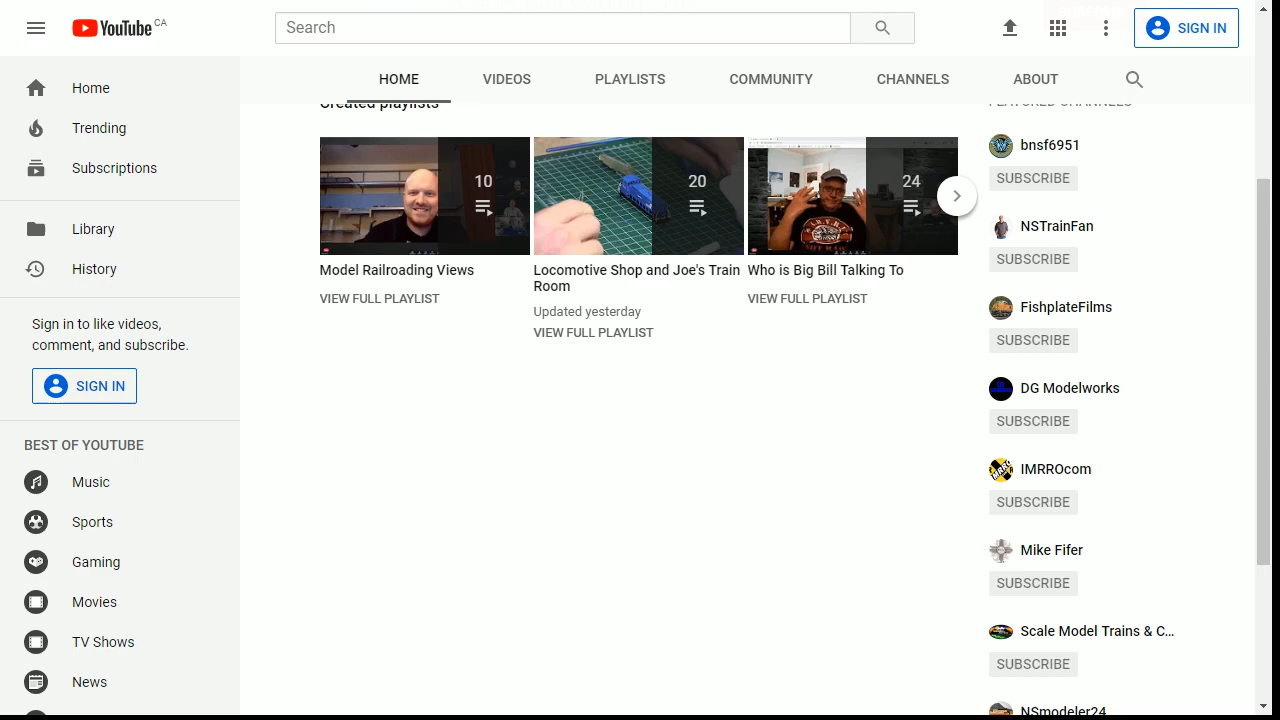 YouTube CA
Search
SIGN IN
HOME
VIDEOS
PLAYLISTS
COMMUNITY
CHANNELS
ABOUT
Home
Trending
Subscriptions
Library
History
Sign in to like videos,
comment, and subscribe.
SIGN IN
BEST OF YOUTUBE
Music
Sports
Gaming
Movies
TV Shows
News
Created playlists
10
20
24
Model Railroading Views
VIEW FULL PLAYLIST
Locomotive Shop and Joe's Train
Room
Updated yesterday
VIEW FULL PLAYLIST
Who is Big Bill Talking To
VIEW FULL PLAYLIST
FEATURED CHANNELS
bnsf6951
SUBSCRIBE
NSTrainFan
SUBSCRIBE
FishplateFilms
SUBSCRIBE
DG Modelworks
SUBSCRIBE
IMRROcom
SUBSCRIBE
Mike Fifer
SUBSCRIBE
Scale Model Trains & C...
SUBSCRIBE
NSmodeler24